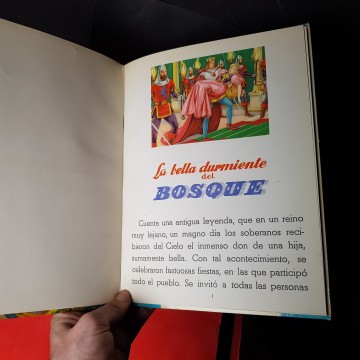 La bella durmiente
del
BOSQUE
Cuenta una antigua leyenda, que en un reino
muy lejano, un magno día los soberanos reci-
bieron del Cielo el inmenso don de una hija,
sumamente bella. Con tal acontecimiento, se
celebraron fastuosas fiestas, en las que participó
todo el pueblo. Se invitó a todas las personas
1